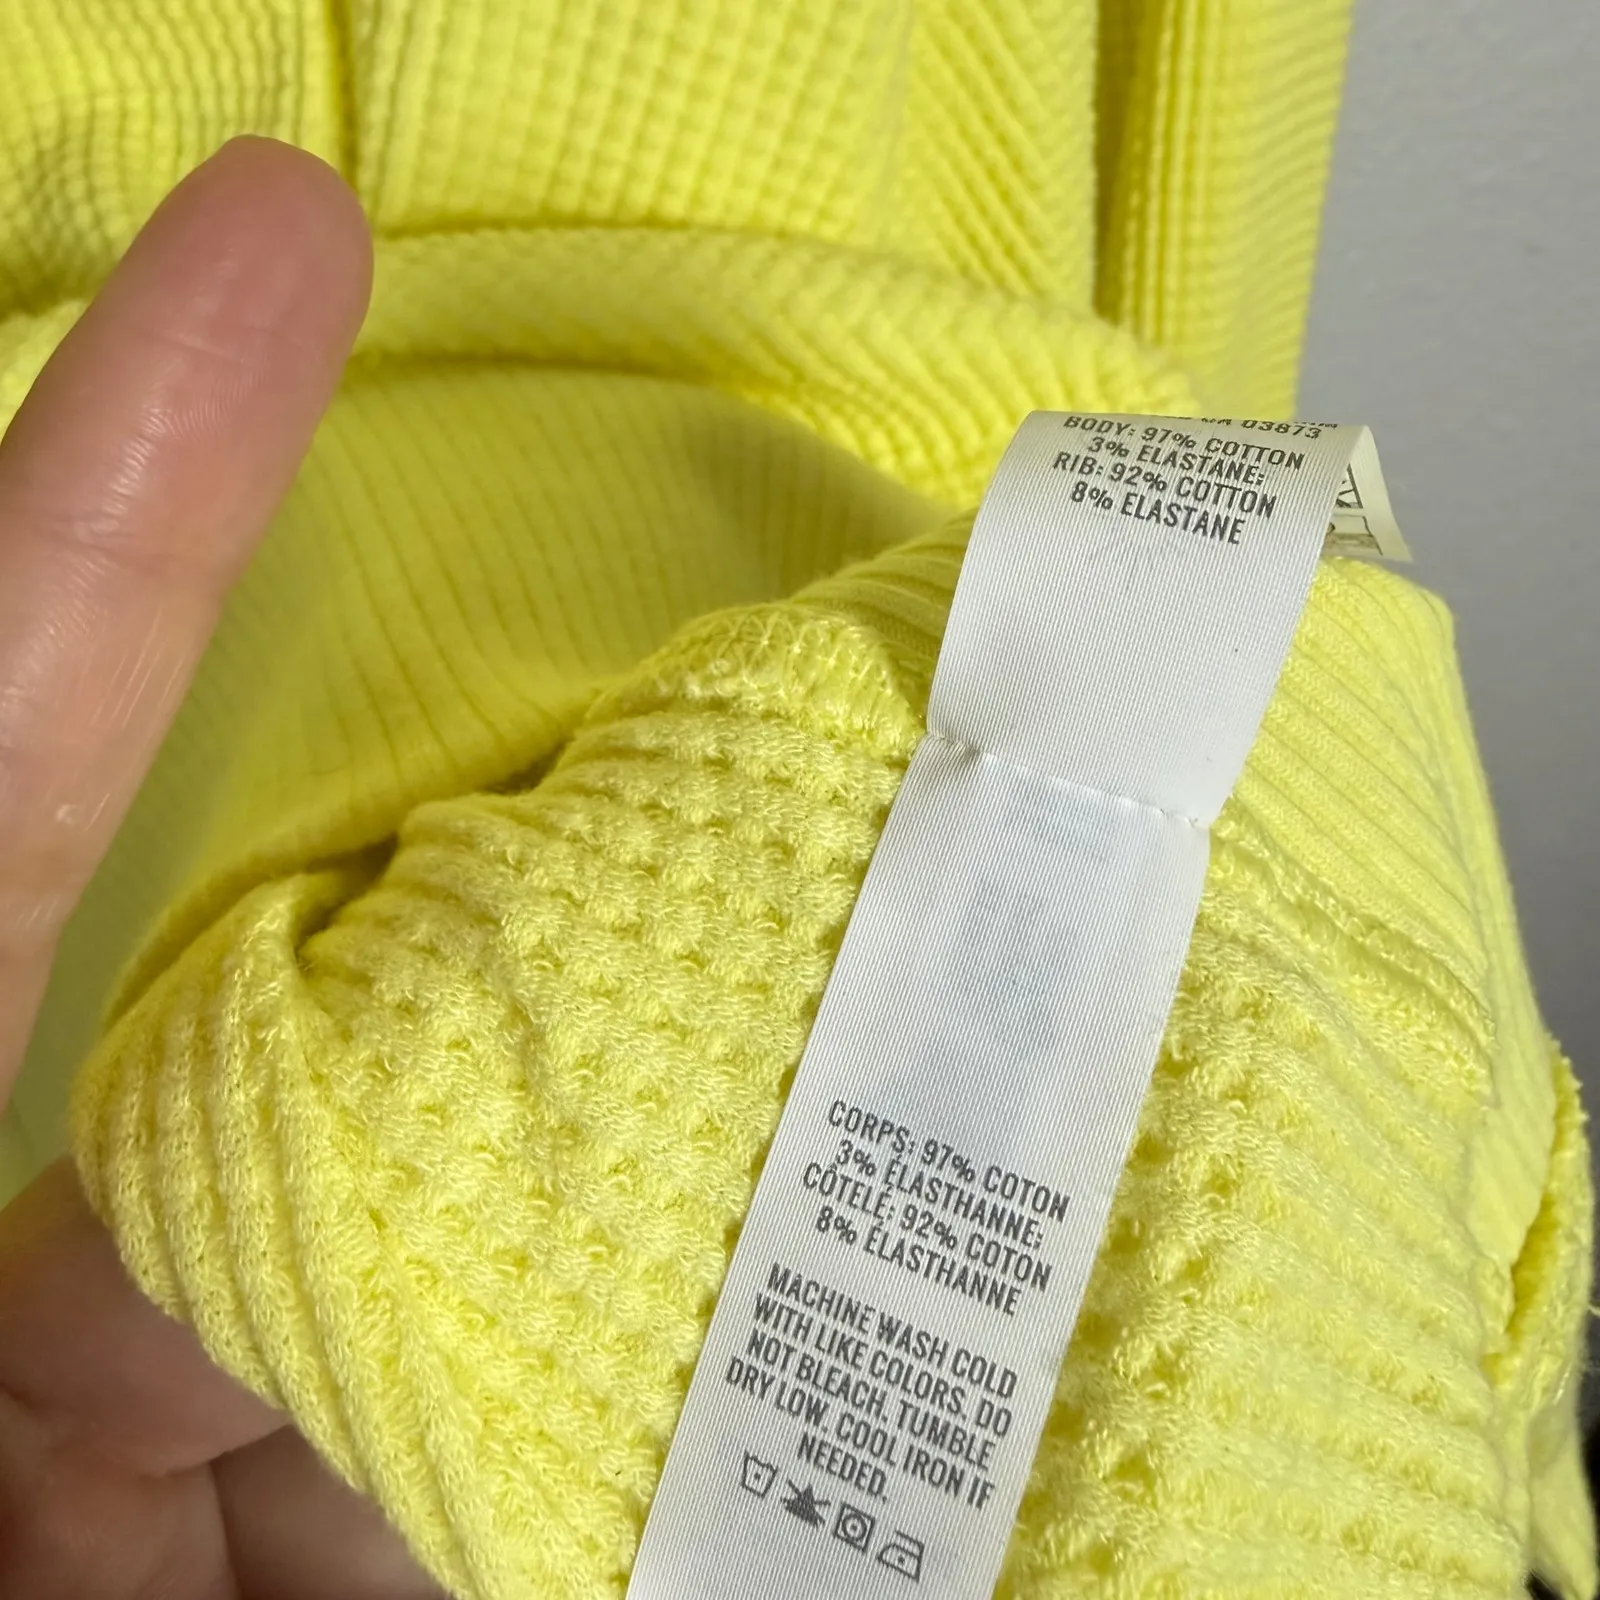 03873
BODY: 97% COTTON
3% ELASTANE;
RIB: 92% COTTON
8% ELASTANE
CORPS: 97% COTON
3% ÉLASTHANNE;
CÔTELÉ: 92% COTON
8% ÉLASTHANNE
MACHINE WASH COLD
WITH LIKE COLORS. DO
NOT BLEACH. TUMBLE
DRY LOW. COOL IRON IF
NEEDED.